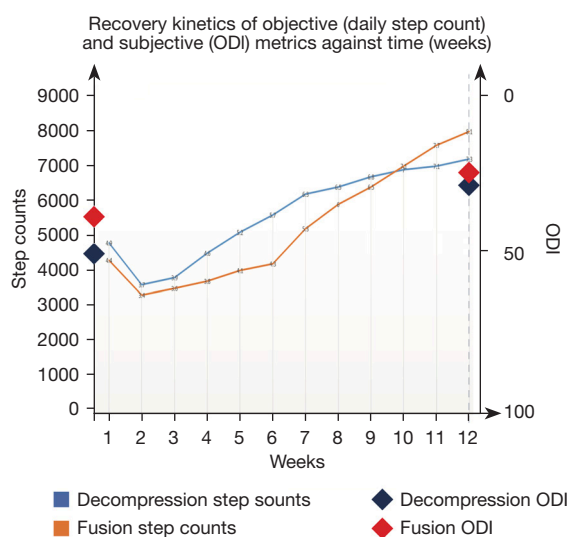 Recovery kinetics of objective (daily step count)
and subjective (ODI) metrics against time (weeks)
9000
8000
7000
6000
5000
4000
3000
2000
1000
0
Step counts
0
50
100
ODI
1 2 3 4 5 6 7 8 9 10 11 12
Weeks
Decompression step sounts
Decompression ODI
Fusion step counts
Fusion ODI